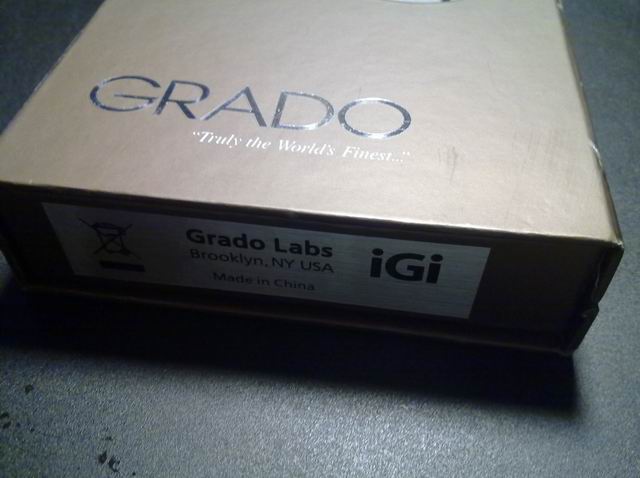 GRADO
"Truly the World's Finest..."
Grado Labs
Brooklyn, NY USA
Made in China
iGi